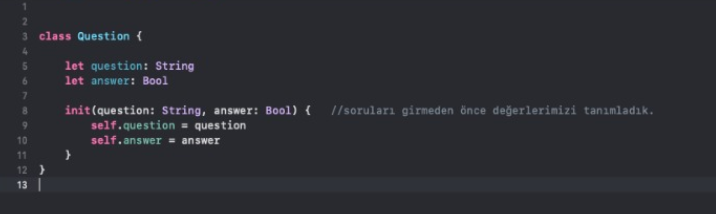 1
2
3 class Question {
4
5 let question: String
6 let answer: Bool
7
8 init(question: String, answer: Bool) { //soruları girmeden önce değerlerimizi tanımladık.
9 self.question = question
10 self.answer = answer
11 }
12 }
13